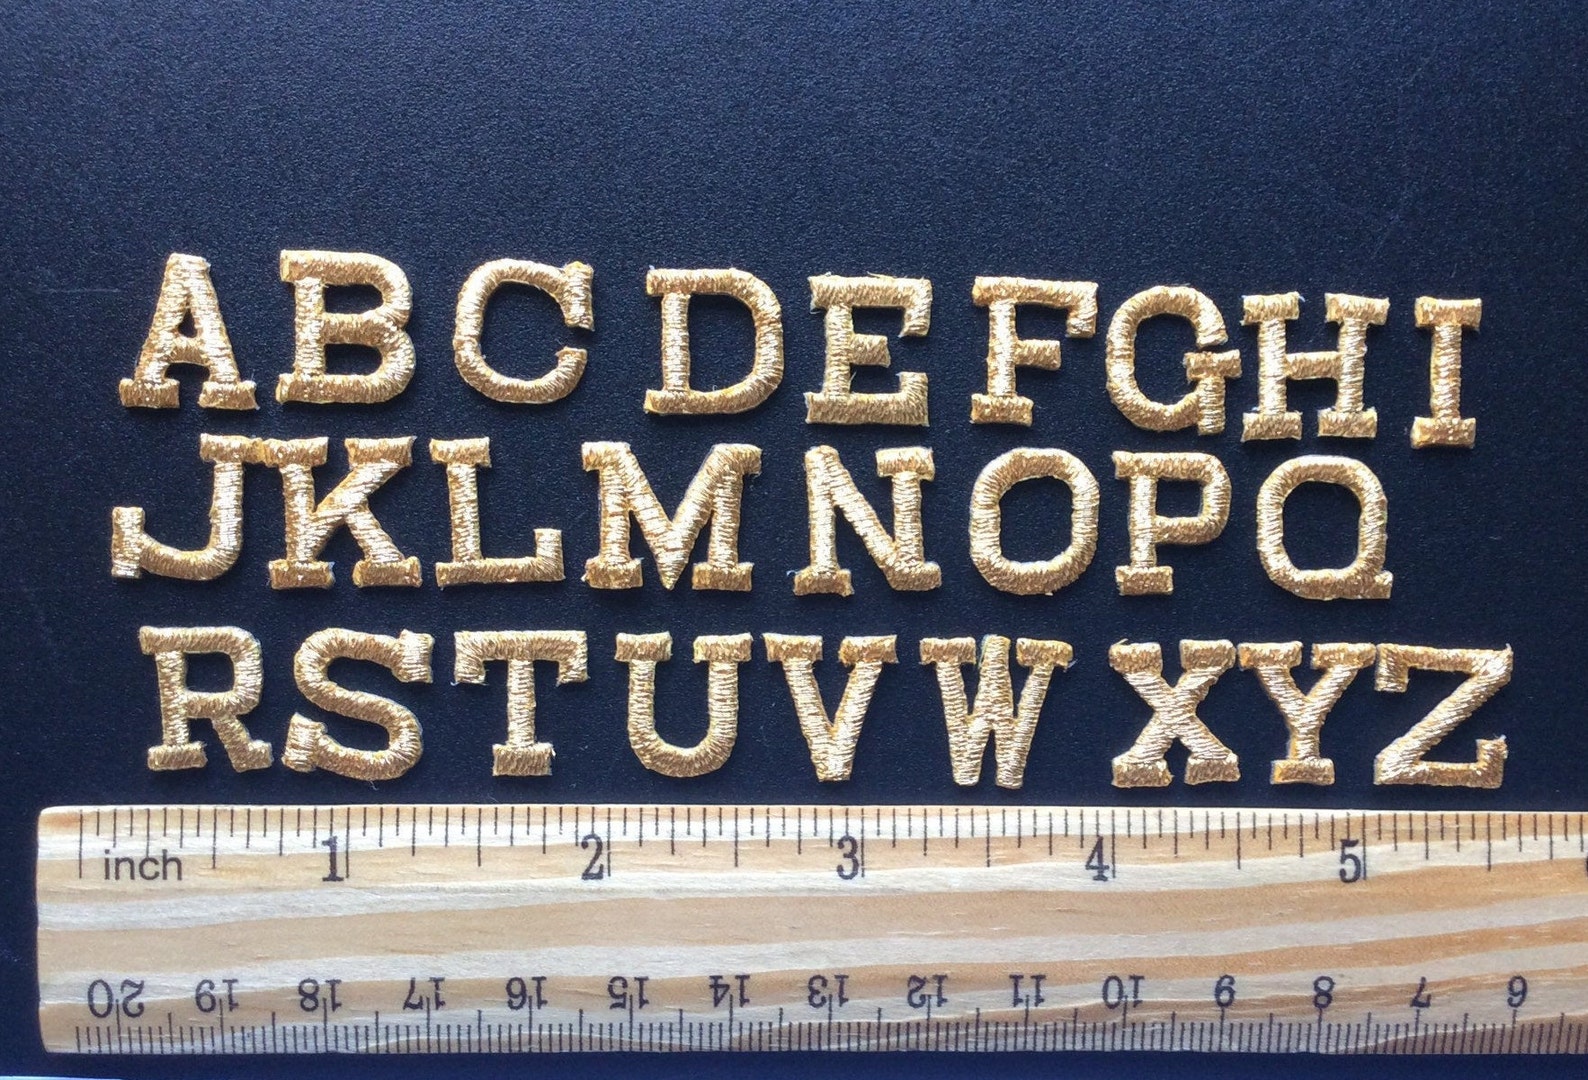 ABCDEFGHI
JKLMNOPQ
RSTUVWXYZ
inch 1 2 3 4 5
20 19 18 17 16 15 14 13 12 11 10 9 8 7 6